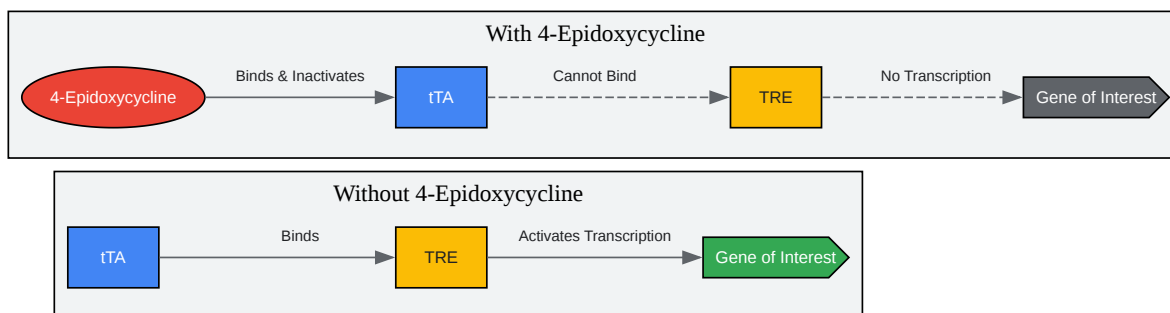 With 4-Epidoxycycline
4-Epidoxycycline
Binds & Inactivates
tTA
Cannot Bind
TRE
No Transcription
Gene of Interest
Without 4-Epidoxycycline
tTA
Binds
TRE
Activates Transcription
Gene of Interest